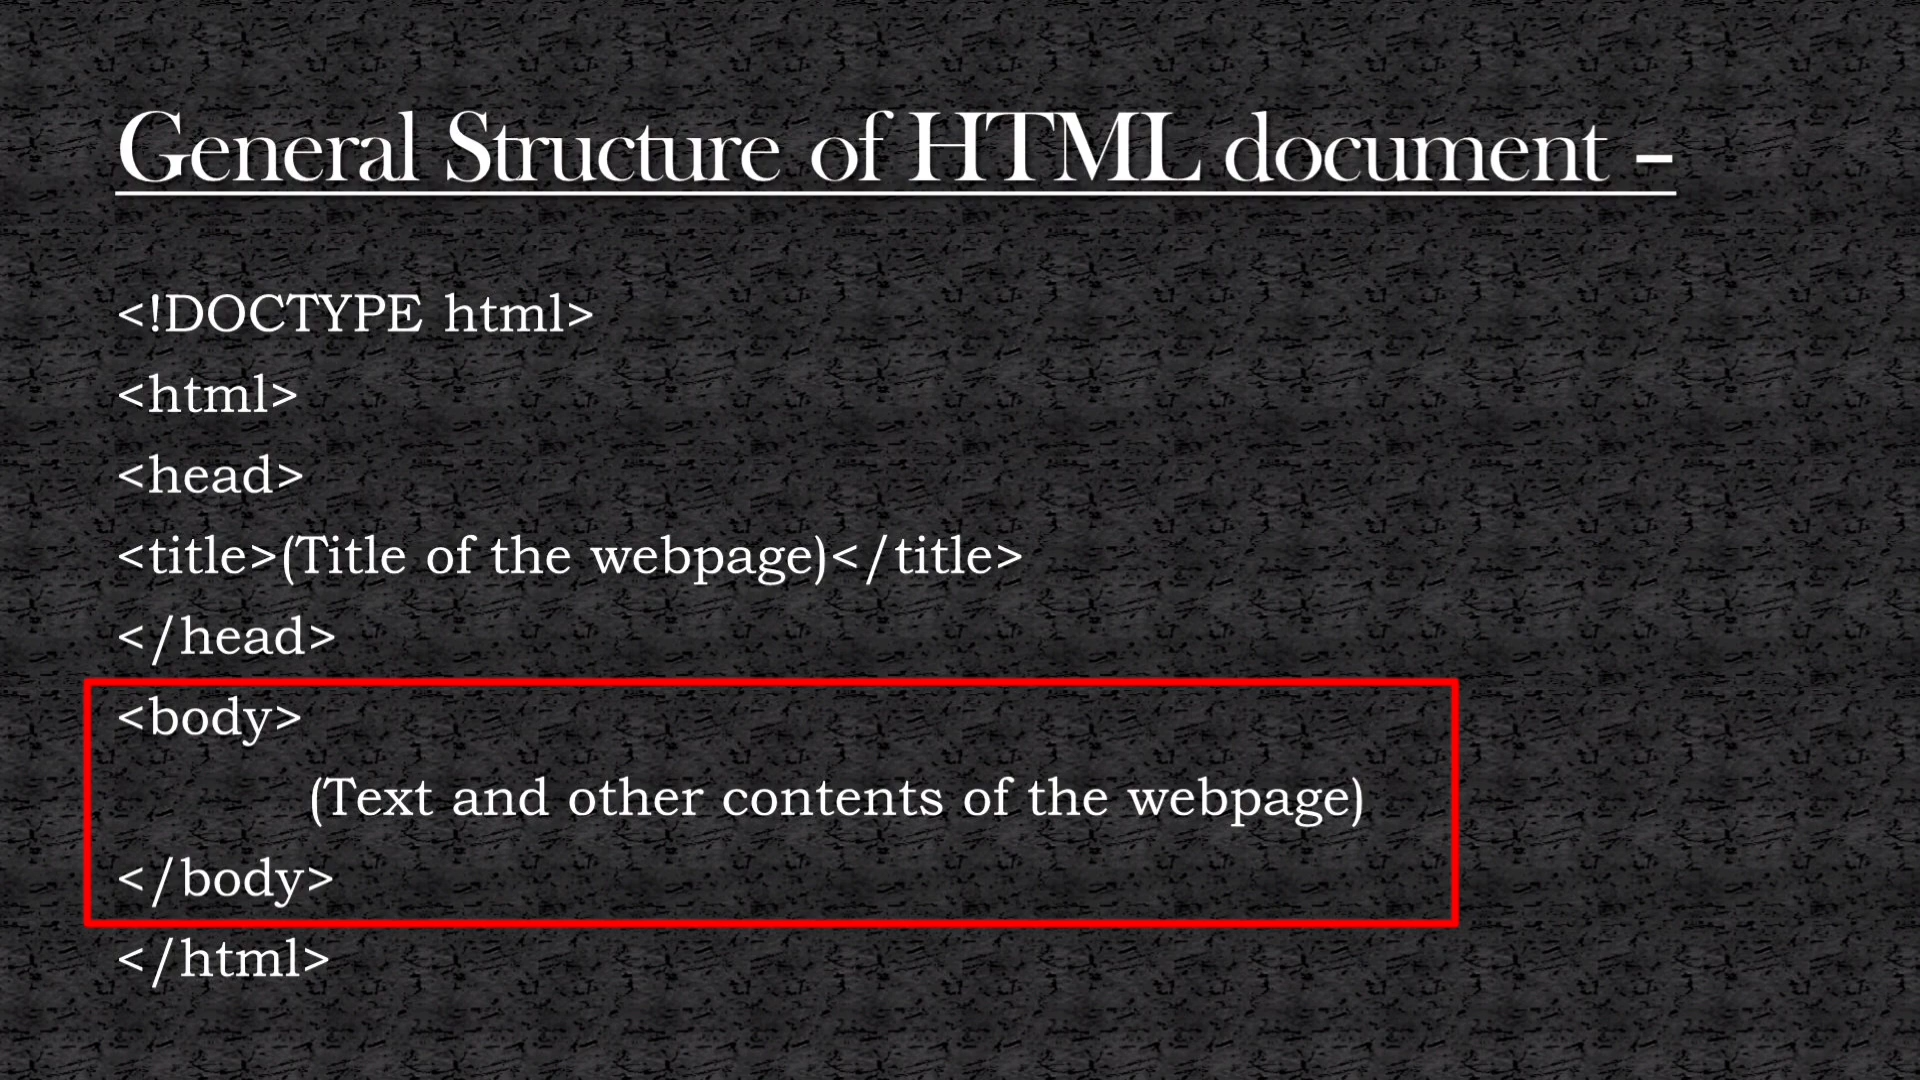 General Structure of HTML document –
<!DOCTYPE html>
<html>
<head>
<title>(Title of the webpage)</title>
</head>
<body>
(Text and other contents of the webpage)
</body>
</html>